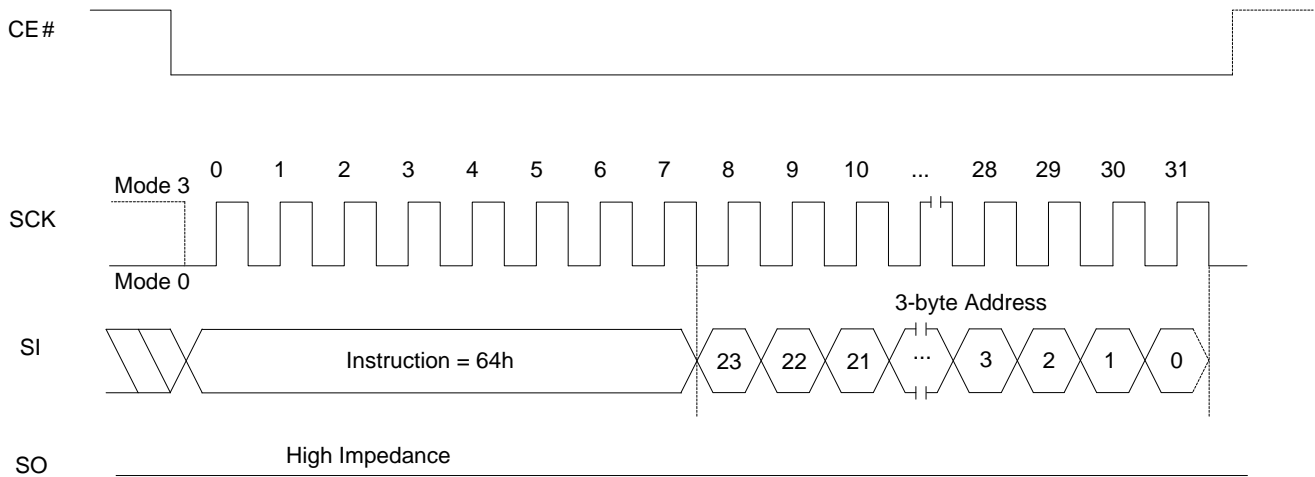 CE#
0 1 2 3 4 5 6 7 8 9 10 ... 28 29 30 31
Mode 3
SCK
Mode 0
3-byte Address
SI
Instruction = 64h 23 22 21 ... 3 2 1 0
High Impedance
SO